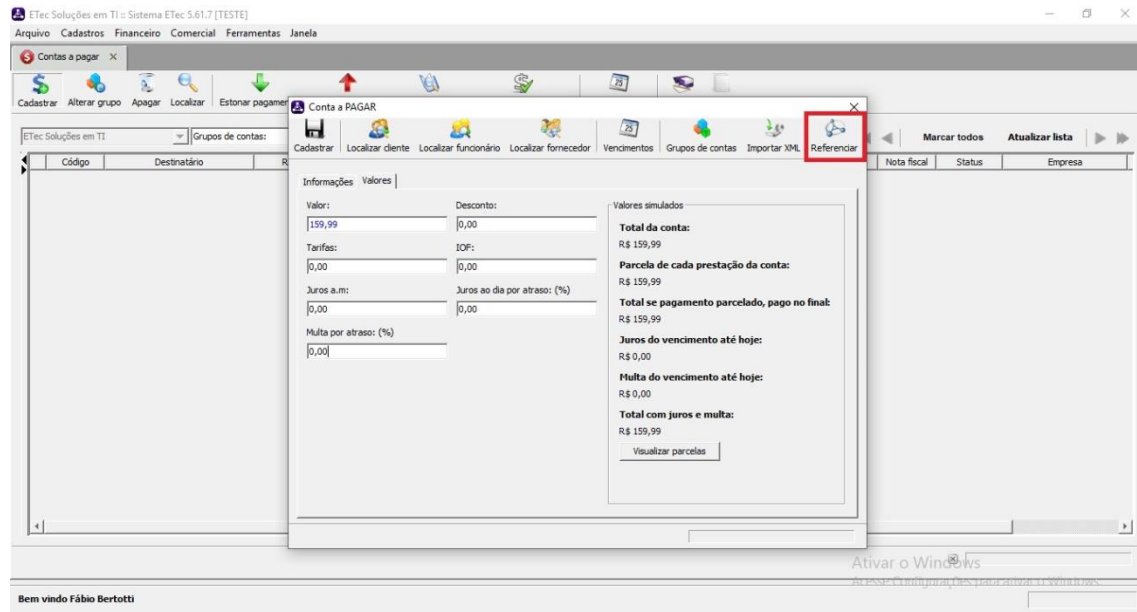 ETec Soluções em TI :: Sistema ETec 5.61.7 [TESTE]
Arquivo Cadastros Financeiro Comercial Ferramentas Janela
Contas a pagar
Cadastrar Alterar grupo Apagar Localizar Estonar pagamen
Conta a PAGAR
Cadastrar Localizar cliente Localizar funcionário Localizar fornecedor Vencimentos Grupos de contas Importar XML Referenciar
ETec Soluções em TI Grupos de contas: Marcar todos Atualizar lista
Código Destinatário R Nota fiscal Status Empresa
Informações Valores
Valor: Desconto: Valores simulados
159,99 0,00 Total da conta:
R$ 159,99
Tarifas: IOF:
0,00 0,00 Parcela de cada prestação da conta:
R$ 159,99
Juros a.m: Juros ao dia por atraso: (%)
0,00 0,00 Total se pagamento parcelado, pago no final:
R$ 159,99
Multa por atraso: (%)
0,00
Juros do vencimento até hoje:
R$ 0,00
Multa do vencimento até hoje:
R$ 0,00
Total com juros e multa:
R$ 159,99
Visualizar parcelas
Ativar o Windows
Acesse Configurações para ativar o Windows.
Bem vindo Fábio Bertotti